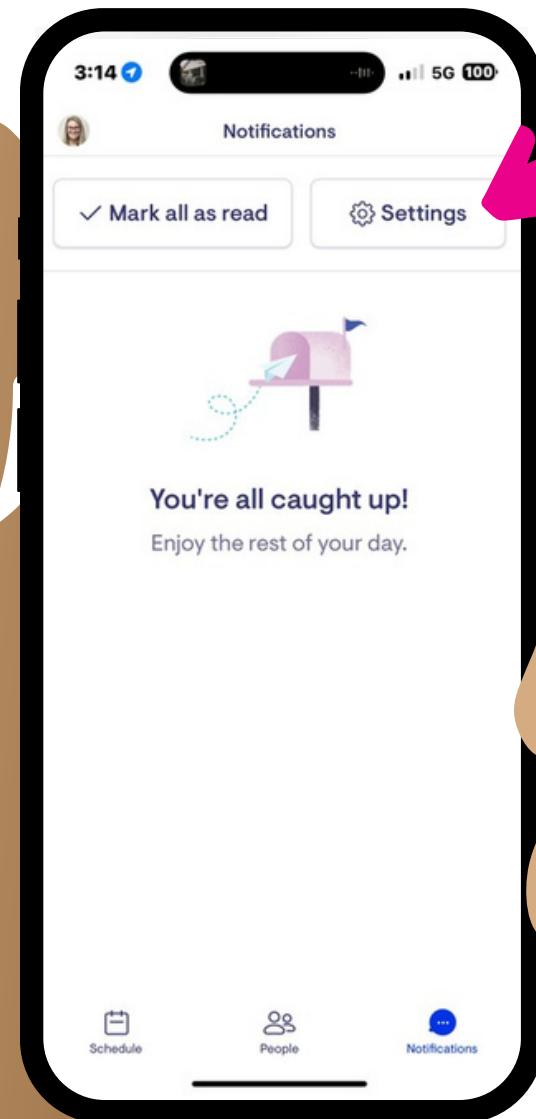 3:14 5G 100
Notifications
Mark all as read Settings
You're all caught up!
Enjoy the rest of your day.
Schedule People Notifications